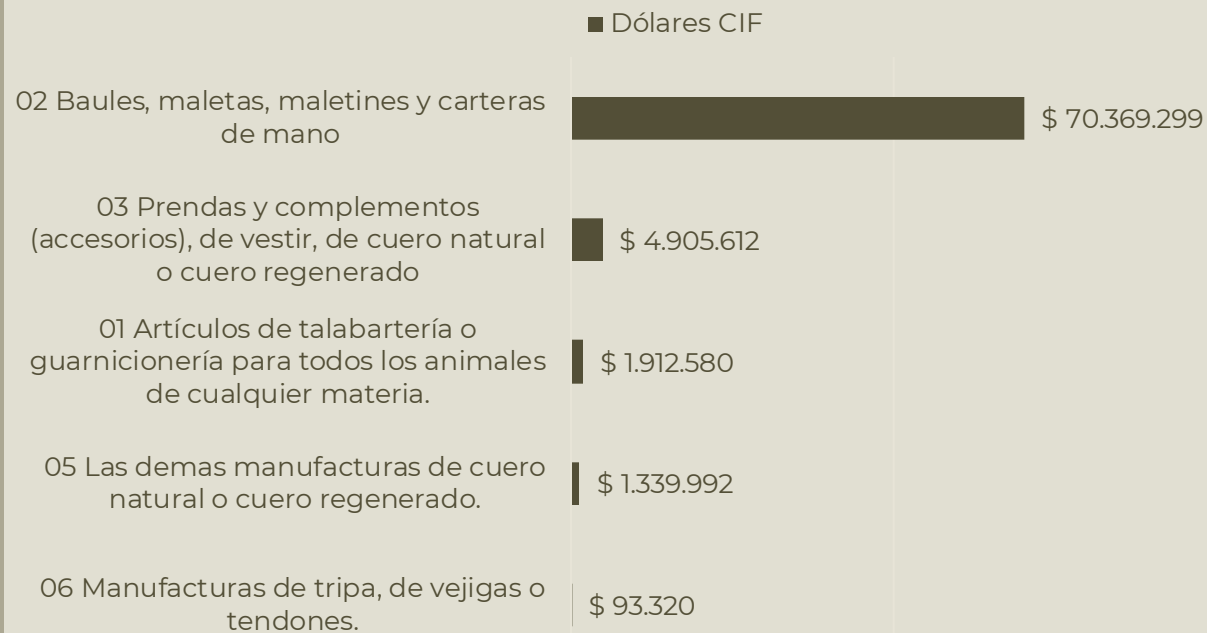 Dólares CIF
02 Baules, maletas, maletines y carteras
de mano
$ 70.369.299
03 Prendas y complementos
(accesorios), de vestir, de cuero natural
o cuero regenerado
$ 4.905.612
01 Artículos de talabartería o
guarnicionería para todos los animales
de cualquier materia.
$ 1.912.580
05 Las demas manufacturas de cuero
natural o cuero regenerado.
$ 1.339.992
06 Manufacturas de tripa, de vejigas o
tendones.
$ 93.320